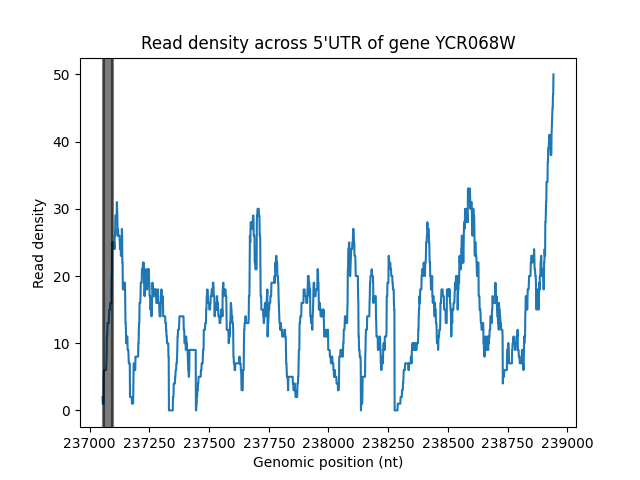 Read density across 5'UTR of gene YCR068W
50
40
30
20
10
0
Read density
237000 237250 237500 237750 238000 238250 238500 238750 239000
Genomic position (nt)